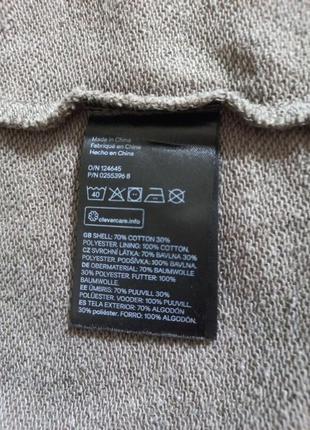 Made in China
Fabriqué en China
Hecho en China
O/N 124645
P/N 0255396 8
40
clevercare.info
GB SHELL: 70% COTTON 30%
POLYESTER. LINING: 100% COTTON.
CZ SVRCHNÍ LÁTKA: 70% BAVLNA 30%
POLYESTER. PODŠÍVKA: 100% BAVLNA.
DE OBERMATERIAL: 70% BAUMWOLLE
30% POLYESTER. FUTTER: 100%
BAUMWOLLE.
EE ÜMBRIS: 70% PUUVILL 30%
POLÜESTER. VOODER: 100% PUUVILL.
ES TELA EXTERIOR: 70% ALGODÓN
30% poliéster. FORRO: 100% ALGODÓN.